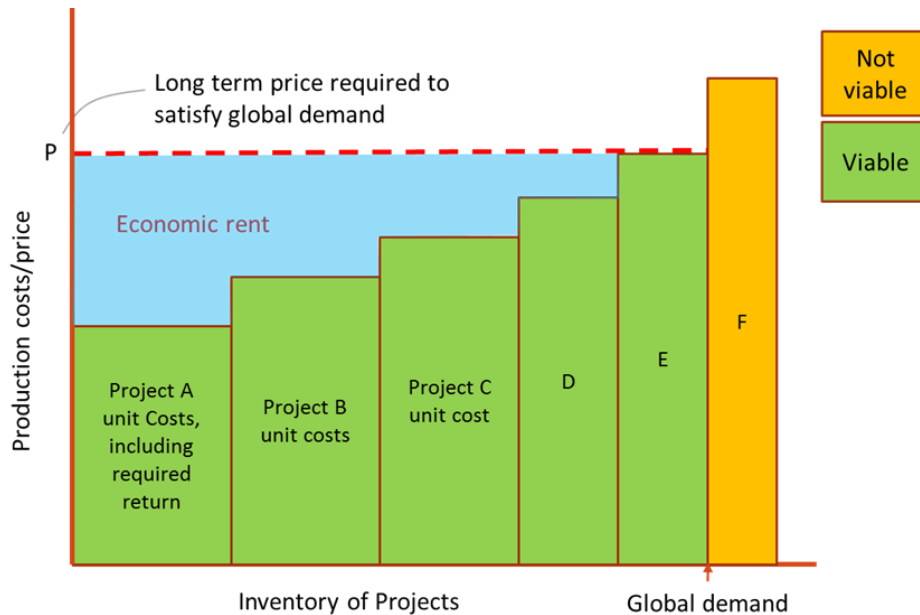 Not
viable
Viable
Long term price required to
satisfy global demand
P
Economic rent
Production costs/price
Project A
unit Costs,
including
required
return
Project B
unit costs
Project C
unit cost
D
E
F
Inventory of Projects
Global demand